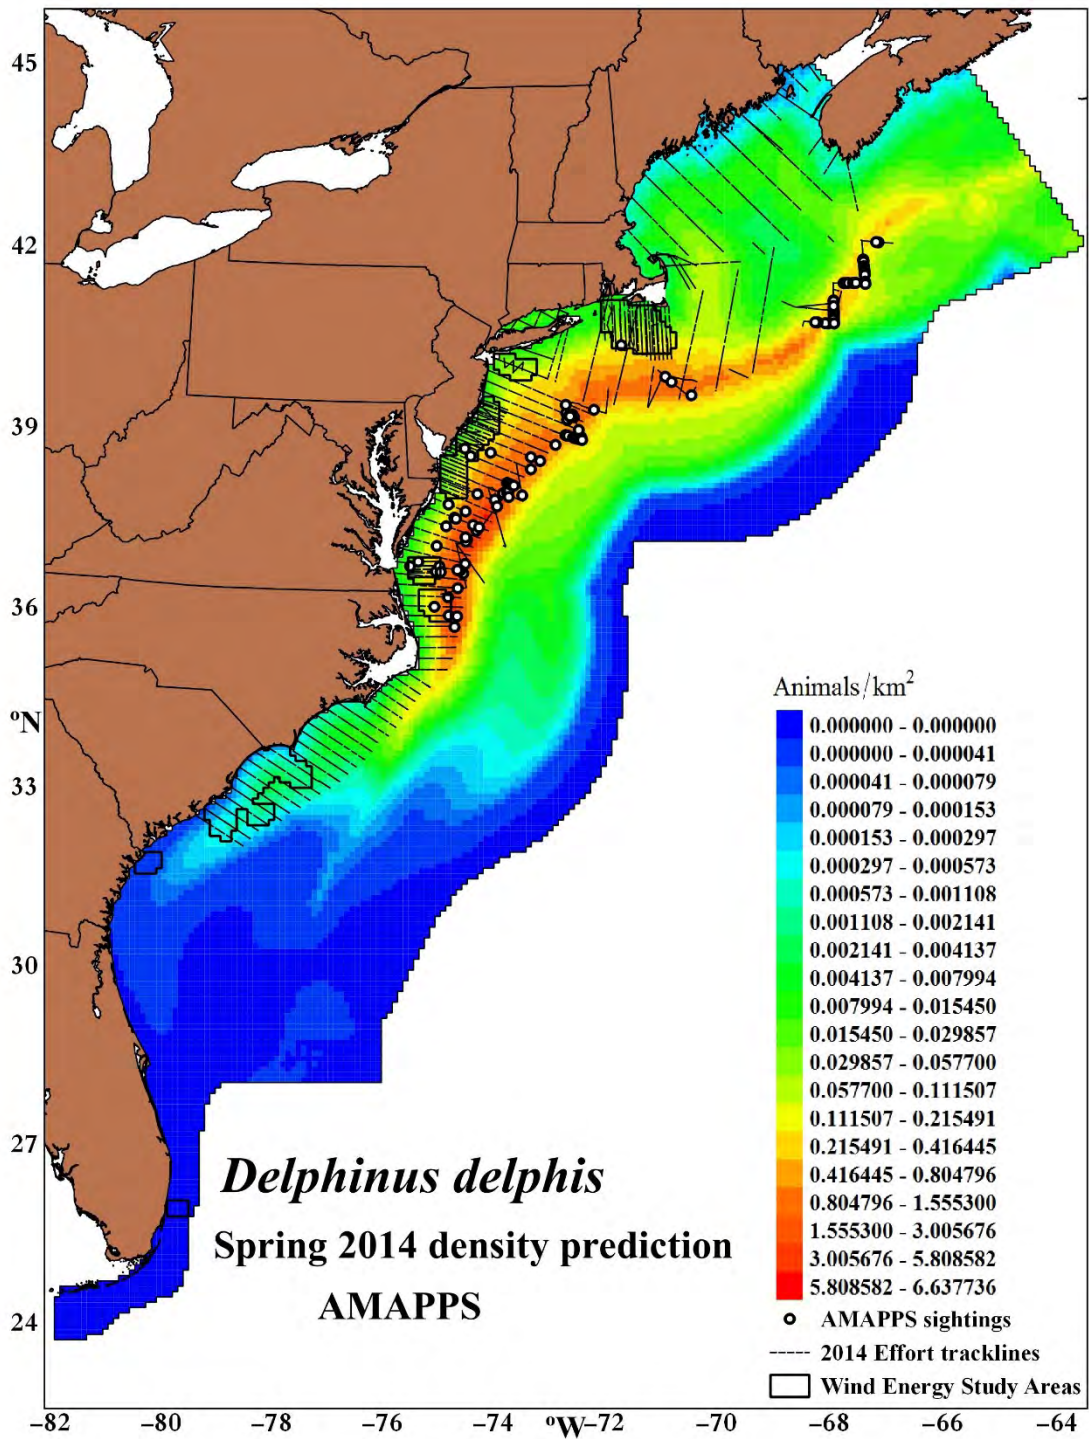 45
42
39
36
ºN
33
30
27
24
Animals/km²
0.000000 - 0.000000
0.000000 - 0.000041
0.000041 - 0.000079
0.000079 - 0.000153
0.000153 - 0.000297
0.000297 - 0.000573
0.000573 - 0.001108
0.001108 - 0.002141
0.002141 - 0.004137
0.004137 - 0.007994
0.007994 - 0.015450
0.015450 - 0.029857
0.029857 - 0.057700
0.057700 - 0.111507
0.111507 - 0.215491
0.215491 - 0.416445
0.416445 - 0.804796
0.804796 - 1.555300
1.555300 - 3.005676
3.005676 - 5.808582
5.808582 - 6.637736
AMAPPS sightings
2014 Effort tracklines
Wind Energy Study Areas
Delphinus delphis
Spring 2014 density prediction
AMAPPS
−82 −80 −78 −76 −74 ºW −72 −70 −68 −66 −64